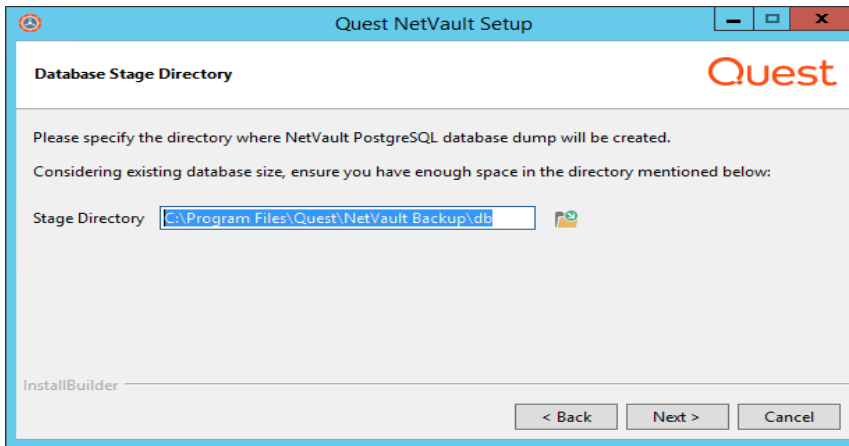 Quest NetVault Setup
Database Stage Directory
Quest
Please specify the directory where NetVault PostgreSQL database dump will be created.
Considering existing database size, ensure you have enough space in the directory mentioned below:
Stage Directory C:\Program Files\Quest\NetVault Backup\db
InstallBuilder
< Back Next > Cancel